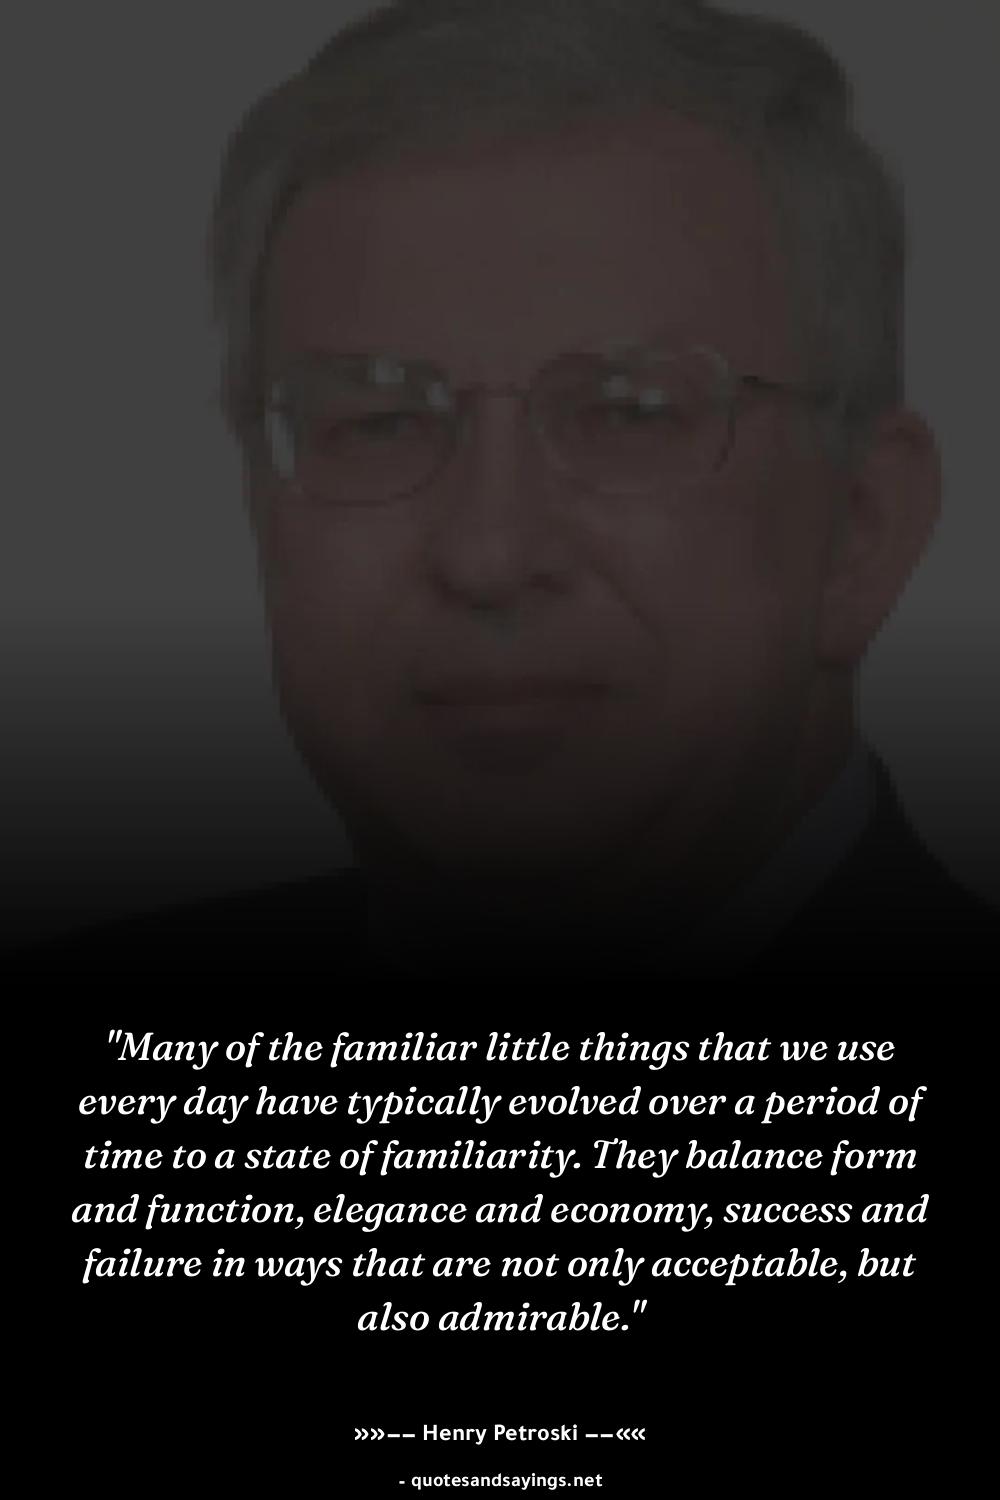 "Many of the familiar little things that we use
every day have typically evolved over a period of
time to a state of familiarity. They balance form
and function, elegance and economy, success and
failure in ways that are not only acceptable, but
also admirable."
»»–– Henry Petroski ––««
- quotesandsayings.net